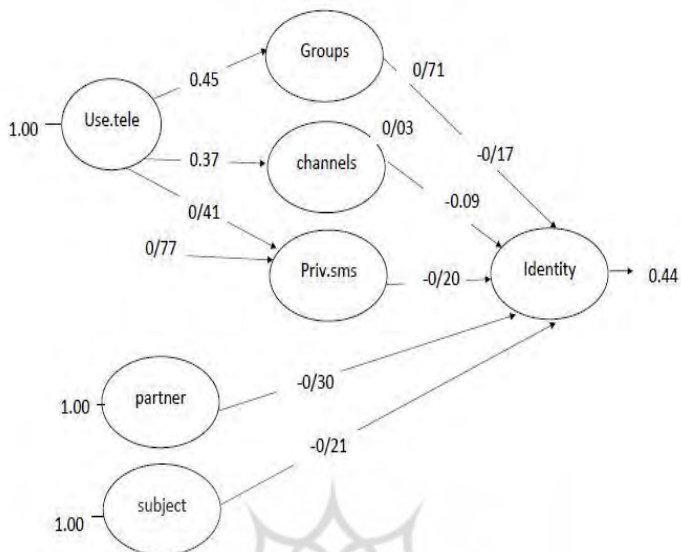 Groups
0/71
0.45
Use.tele
1.00
0/03
channels
0.37
-0/17
-0.09
0/41
0/77
Priv.sms
-0/20
Identity
0.44
partner
-0/30
1.00
-0/21
subject
1.00